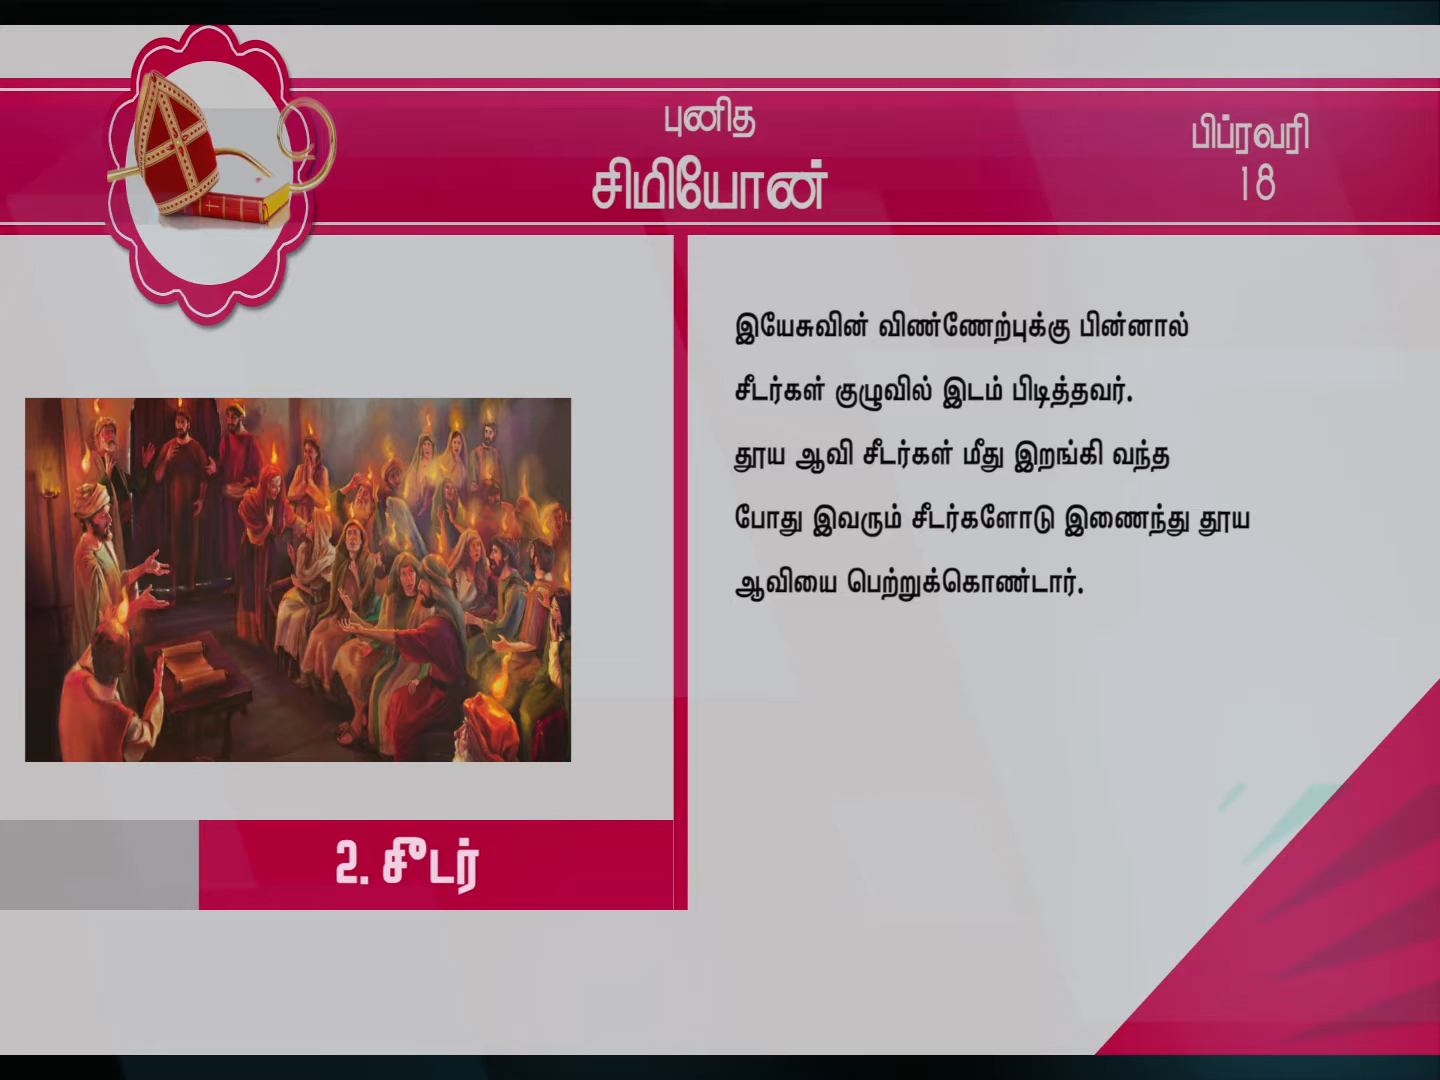 புனித
சிமியோன்
பிப்ரவரி
18
இயேசுவின் விண்ணேற்புக்கு பின்னால்
சீடர்கள் குழுவில் இடம் பிடித்தவர்.
தூய ஆவி சீடர்கள் மீது இறங்கி வந்த
போது இவரும் சீடர்களோடு இணைந்து தூய
ஆவியை பெற்றுக்கொண்டார்.
2. சீடர்